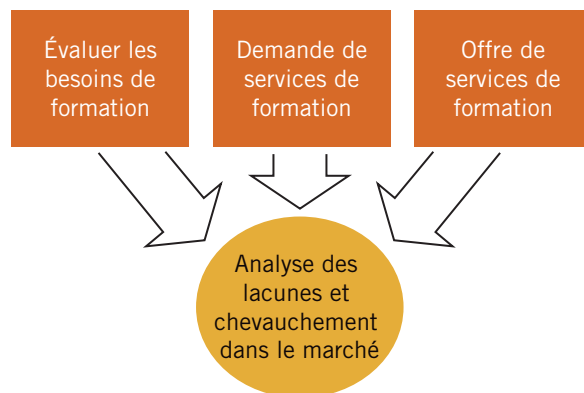 Évaluer les
besoins de
formation
Demande de
services de
formation
Offre de
services de
formation
Analyse des
lacunes et
chevauchement
dans le marché